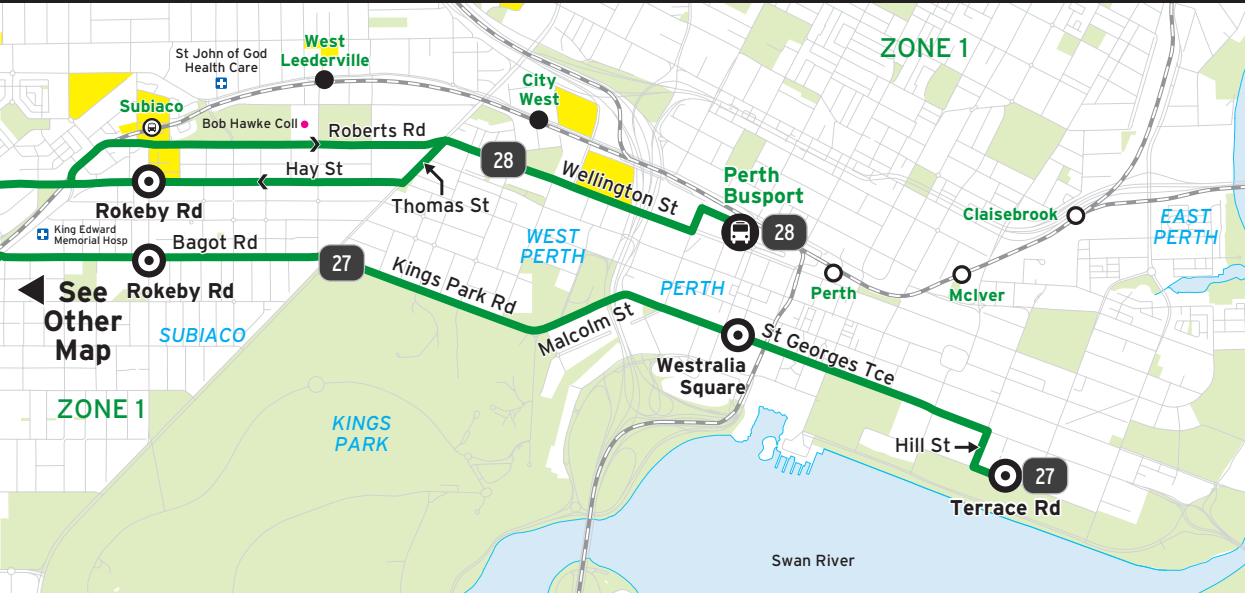 ZONE 1
St John of God
Health Care
West
Leederville
City
West
Subiaco
Bob Hawke Coll
Roberts Rd
28
Hay St
Wellington St
Thomas St
Perth
Busport
28
Rokeby Rd
Claisebrook
EAST
PERTH
King Edward
Memorial Hosp
Bagot Rd
WEST
PERTH
27
Kings Park Rd
See
Other
Map
Rokeby Rd
PERTH
Perth
McIver
Malcolm St
SUBIACO
St Georges Tce
Westralia
Square
ZONE 1
KINGS
PARK
Hill St
27
Terrace Rd
Swan River